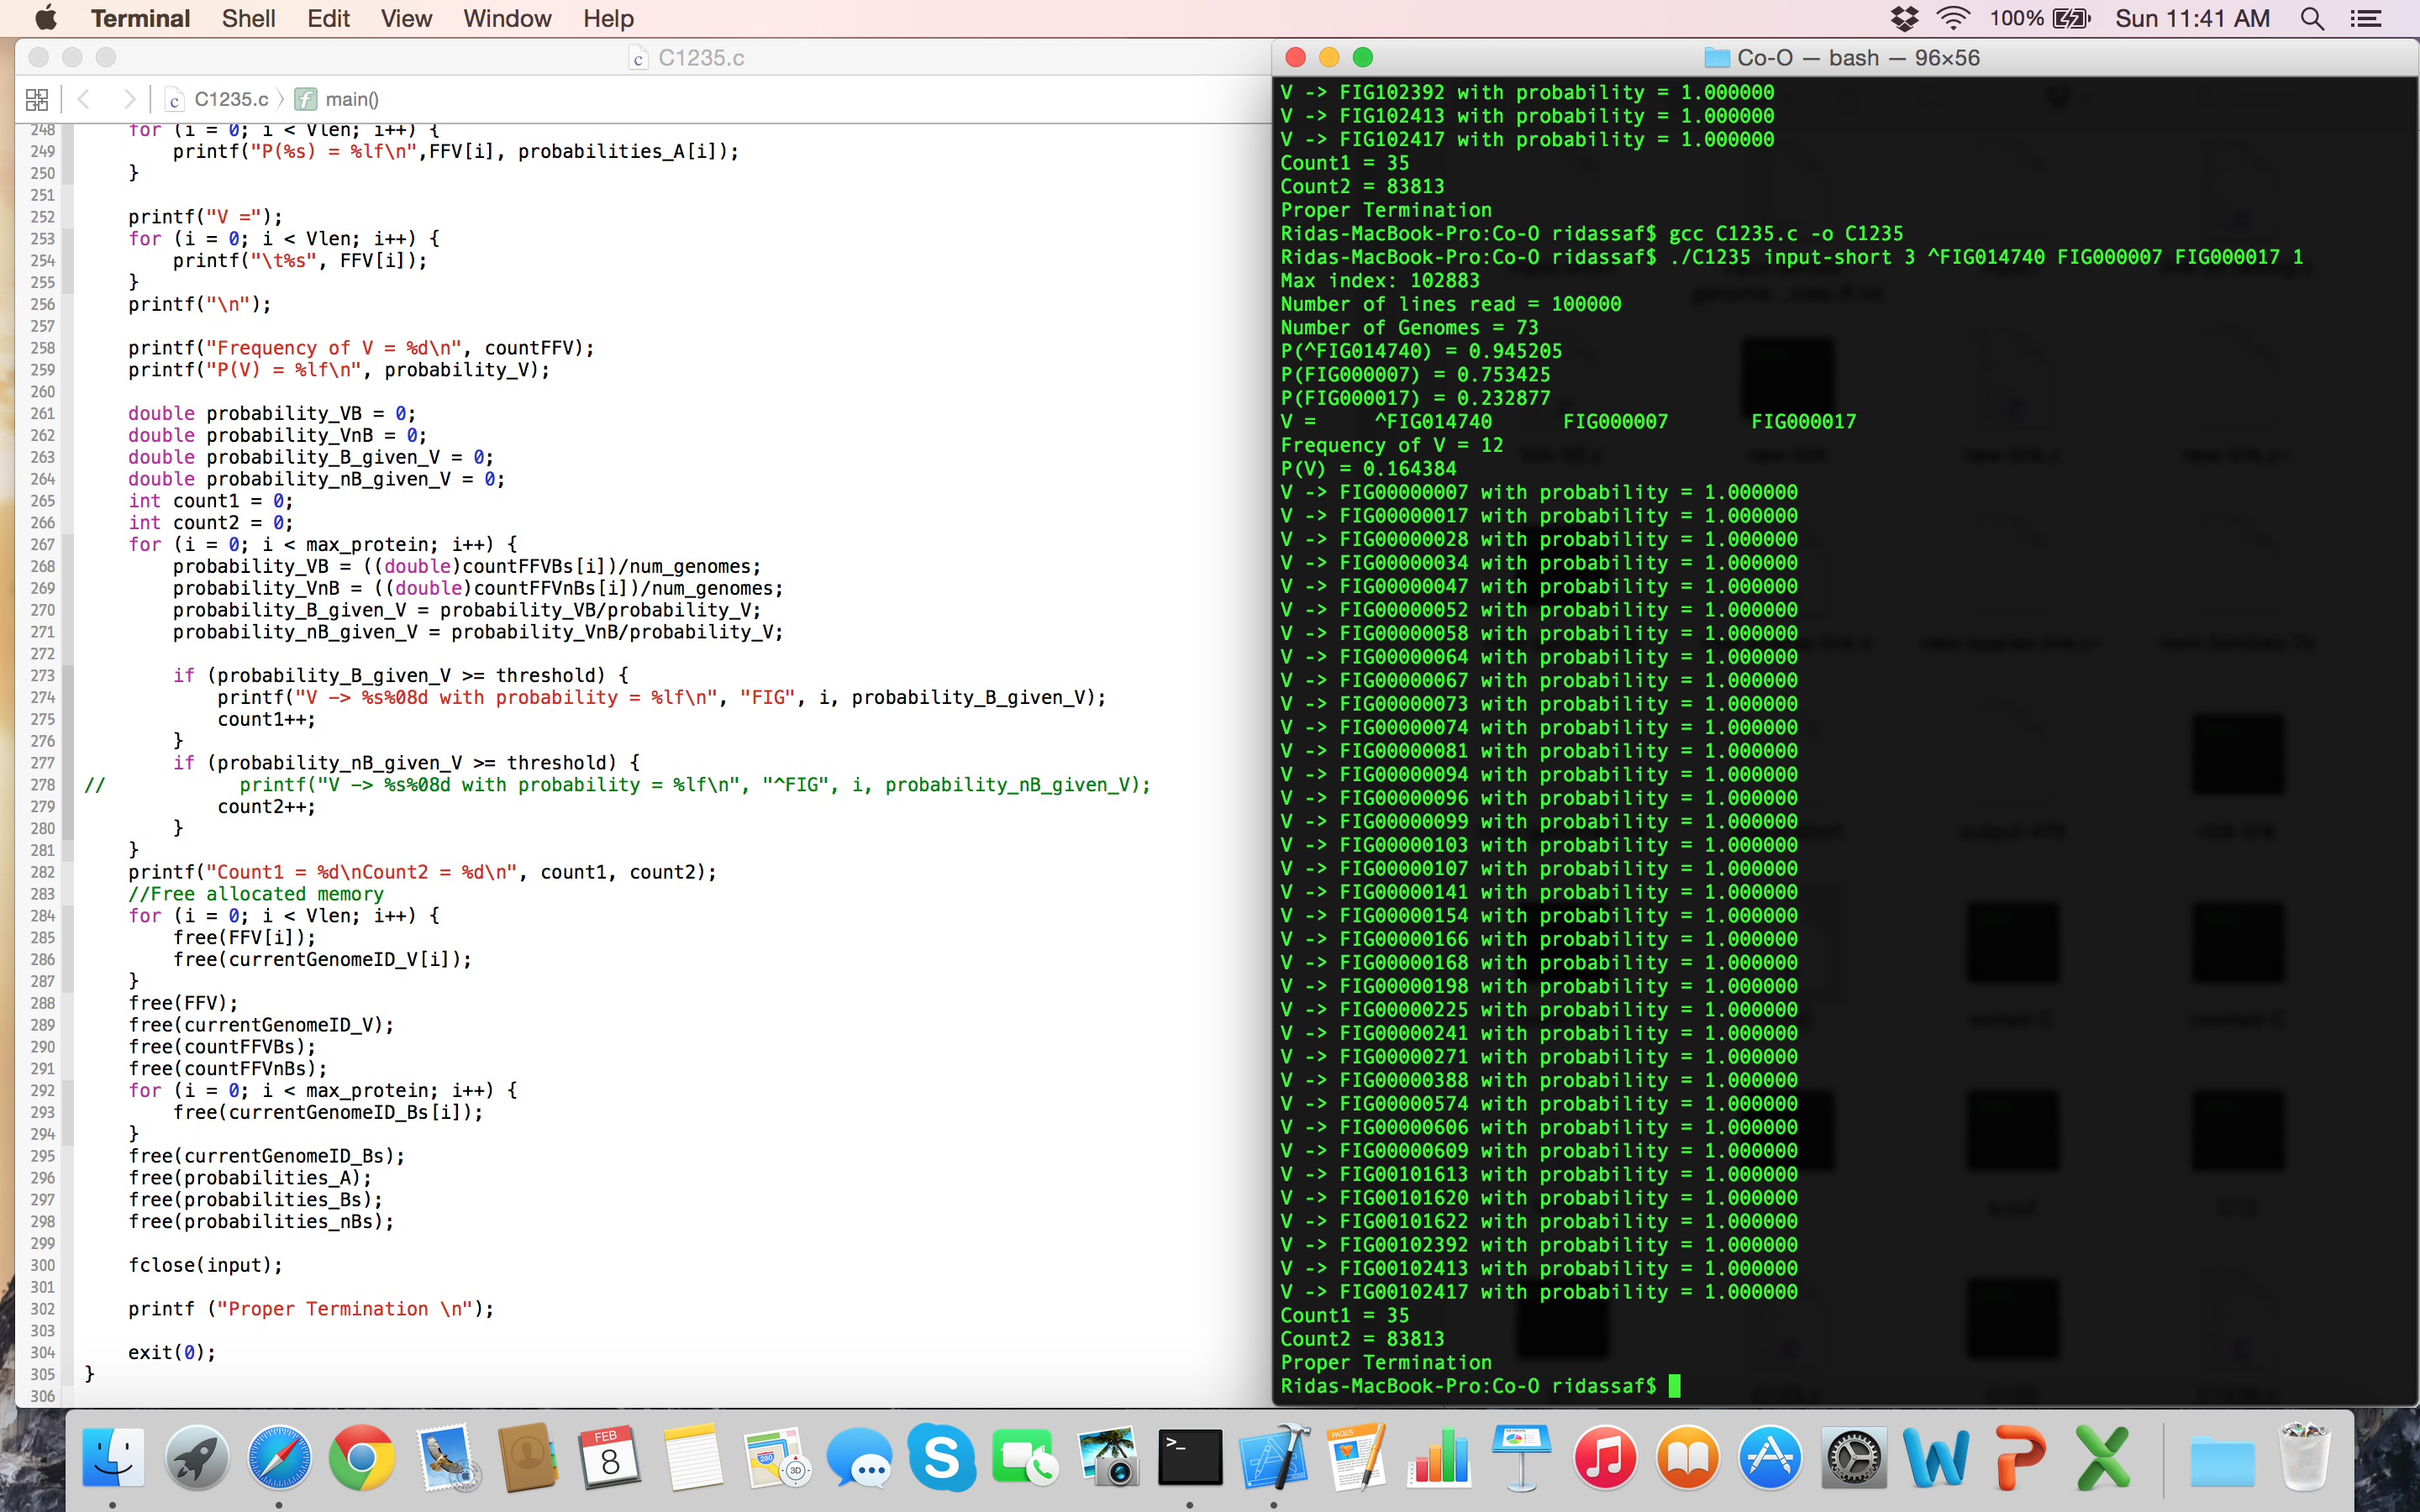 Terminal Shell Edit View Window Help 100% Sun 11:41 AM
C1235.c
C1235.c main()
248 for (i = 0; i < Vlen; i++) {
249 printf("P(%s) = %lf\n",FFV[i], probabilities_A[i]);
250 }
251
252 printf("V =");
253 for (i = 0; i < Vlen; i++) {
254 printf("\t%s", FFV[i]);
255 }
256 printf("\n");
257
258 printf("Frequency of V = %d\n", countFFV);
259 printf("P(V) = %lf\n", probability_V);
260
261 double probability_VB = 0;
262 double probability_VnB = 0;
263 double probability_B_given_V = 0;
264 double probability_nB_given_V = 0;
265 int count1 = 0;
266 int count2 = 0;
267 for (i = 0; i < max_protein; i++) {
268 probability_VB = ((double)countFFVBs[i])/num_genomes;
269 probability_VnB = ((double)countFFVnBs[i])/num_genomes;
270 probability_B_given_V = probability_VB/probability_V;
271 probability_nB_given_V = probability_VnB/probability_V;
272
273 if (probability_B_given_V >= threshold) {
274 printf("V -> %s%08d with probability = %lf\n", "FIG", i, probability_B_given_V);
275 count1++;
276 }
277 if (probability_nB_given_V >= threshold) {
278 // printf("V -> %s%08d with probability = %lf\n", "^FIG", i, probability_nB_given_V);
279 count2++;
280 }
281 }
282 printf("Count1 = %d\nCount2 = %d\n", count1, count2);
283 //Free allocated memory
284 for (i = 0; i < Vlen; i++) {
285 free(FFV[i]);
286 free(currentGenomeID_V[i]);
287 }
288 free(FFV);
289 free(currentGenomeID_V);
290 free(countFFVBs);
291 free(countFFVnBs);
292 for (i = 0; i < max_protein; i++) {
293 free(currentGenomeID_Bs[i]);
294 }
295 free(currentGenomeID_Bs);
296 free(probabilities_A);
297 free(probabilities_Bs);
298 free(probabilities_nBs);
299
300 fclose(input);
301
302 printf ("Proper Termination \n");
303
304 exit(0);
305 }
306
Co-O — bash — 96×56
V -> FIG102392 with probability = 1.000000
V -> FIG102413 with probability = 1.000000
V -> FIG102417 with probability = 1.000000
Count1 = 35
Count2 = 83813
Proper Termination
Ridas-MacBook-Pro:Co-O ridassaf$ gcc C1235.c -o C1235
Ridas-MacBook-Pro:Co-O ridassaf$ ./C1235 input-short 3 ^FIG014740 FIG000007 FIG000017 1
Max index: 102883
Number of lines read = 100000
Number of Genomes = 73
P(^FIG014740) = 0.945205
P(FIG000007) = 0.753425
P(FIG000017) = 0.232877
V = ^FIG014740 FIG000007 FIG000017
Frequency of V = 12
P(V) = 0.164384
V -> FIG00000007 with probability = 1.000000
V -> FIG00000017 with probability = 1.000000
V -> FIG00000028 with probability = 1.000000
V -> FIG00000034 with probability = 1.000000
V -> FIG00000047 with probability = 1.000000
V -> FIG00000052 with probability = 1.000000
V -> FIG00000058 with probability = 1.000000
V -> FIG00000064 with probability = 1.000000
V -> FIG00000067 with probability = 1.000000
V -> FIG00000073 with probability = 1.000000
V -> FIG00000074 with probability = 1.000000
V -> FIG00000081 with probability = 1.000000
V -> FIG00000094 with probability = 1.000000
V -> FIG00000096 with probability = 1.000000
V -> FIG00000099 with probability = 1.000000
V -> FIG00000103 with probability = 1.000000
V -> FIG00000107 with probability = 1.000000
V -> FIG00000141 with probability = 1.000000
V -> FIG00000154 with probability = 1.000000
V -> FIG00000166 with probability = 1.000000
V -> FIG00000168 with probability = 1.000000
V -> FIG00000198 with probability = 1.000000
V -> FIG00000225 with probability = 1.000000
V -> FIG00000241 with probability = 1.000000
V -> FIG00000271 with probability = 1.000000
V -> FIG00000388 with probability = 1.000000
V -> FIG00000574 with probability = 1.000000
V -> FIG00000606 with probability = 1.000000
V -> FIG00000609 with probability = 1.000000
V -> FIG00101613 with probability = 1.000000
V -> FIG00101620 with probability = 1.000000
V -> FIG00101622 with probability = 1.000000
V -> FIG00102392 with probability = 1.000000
V -> FIG00102413 with probability = 1.000000
V -> FIG00102417 with probability = 1.000000
Count1 = 35
Count2 = 83813
Proper Termination
Ridas-MacBook-Pro:Co-O ridassaf$
FEB
8
280
3D
S
>_
PAGES
W
P
X